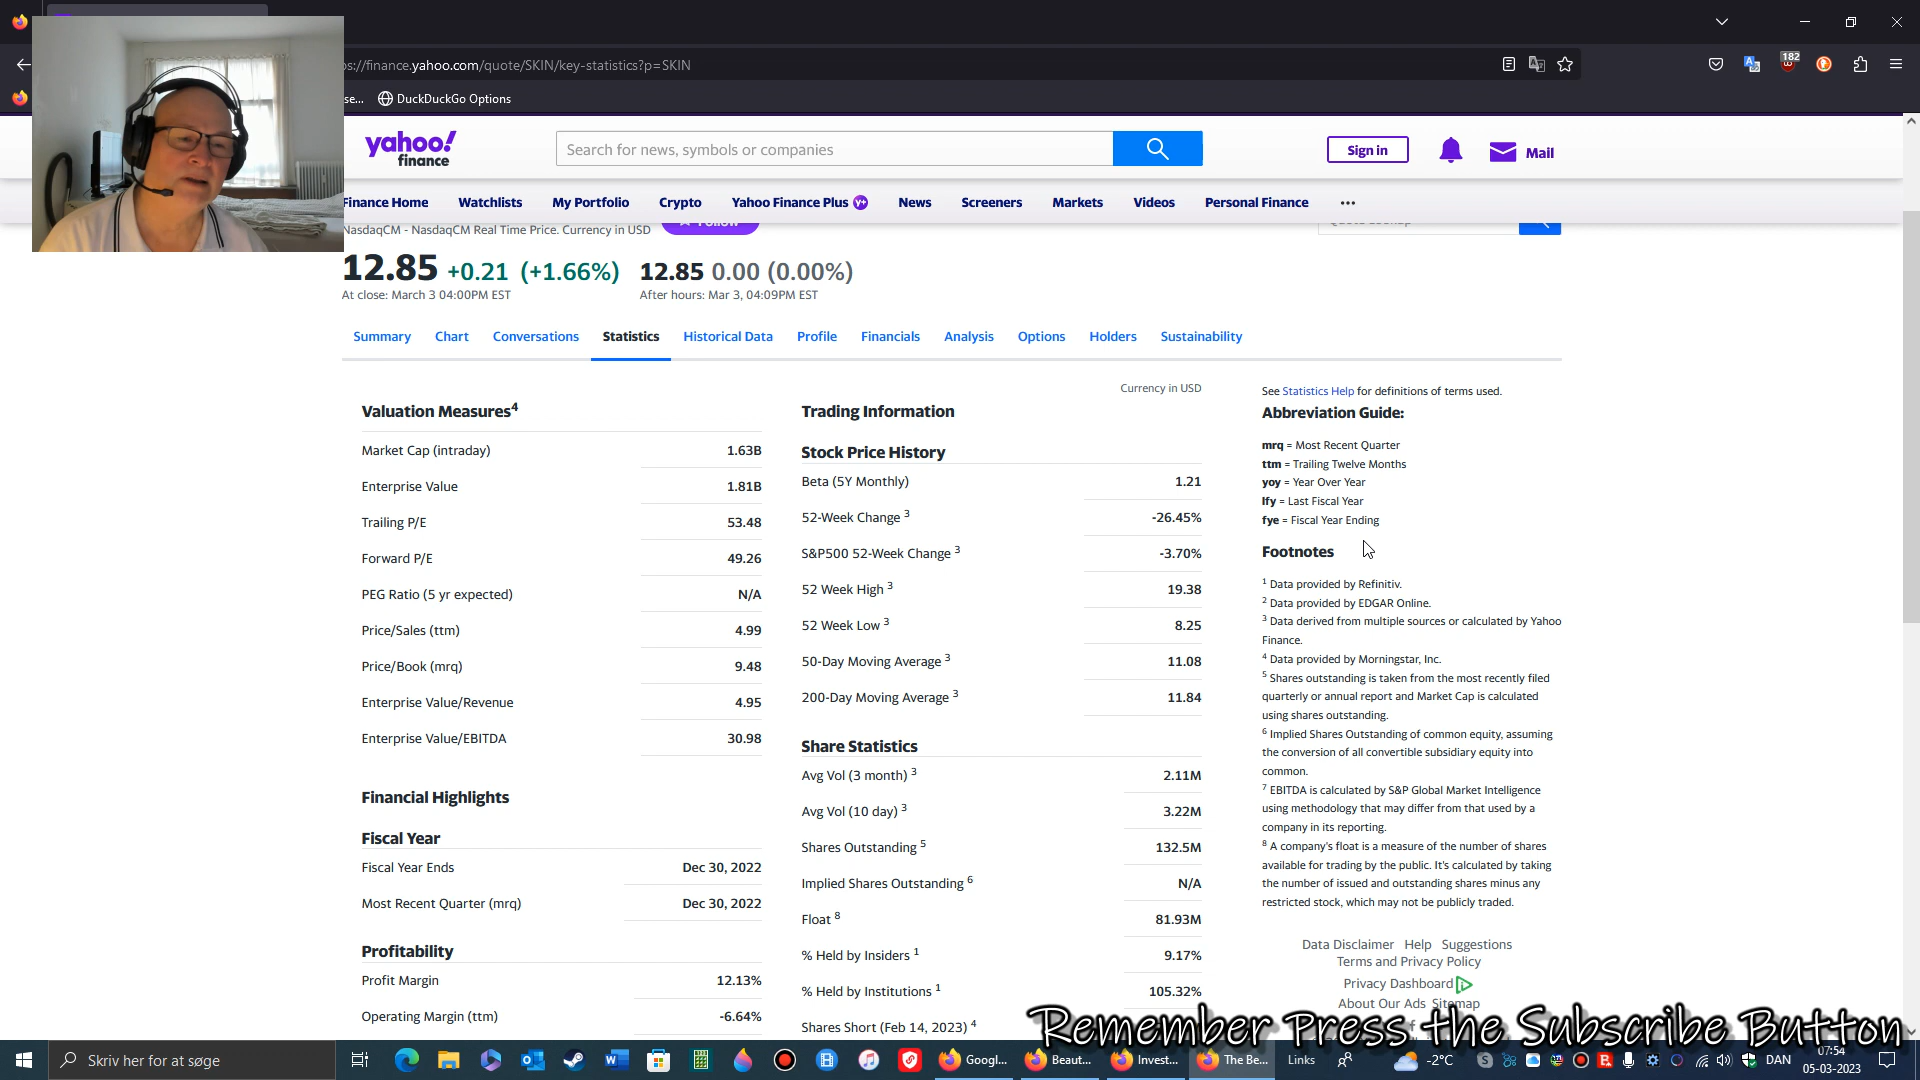 182
ps://finance.yahoo.com/quote/SKIN/key-statistics?p=SKIN
se... DuckDuckGo Options
yahoo!
finance
Search for news, symbols or companies
Sign in
Mail
Finance Home Watchlists My Portfolio Crypto Yahoo Finance Plus News Screeners Markets Videos Personal Finance ...
NasdaqCM - NasdaqCM Real Time Price. Currency in USD
12.85 +0.21 (+1.66%) 12.85 0.00 (0.00%)
At close: March 3 04:00PM EST After hours: Mar 3, 04:09PM EST
Summary Chart Conversations Statistics Historical Data Profile Financials Analysis Options Holders Sustainability
Currency in USD
Valuation Measures4
Market Cap (intraday) 1.63B
Enterprise Value 1.81B
Trailing P/E 53.48
Forward P/E 49.26
PEG Ratio (5 yr expected) N/A
Price/Sales (ttm) 4.99
Price/Book (mrq) 9.48
Enterprise Value/Revenue 4.95
Enterprise Value/EBITDA 30.98
Financial Highlights
Fiscal Year
Fiscal Year Ends Dec 30, 2022
Most Recent Quarter (mrq) Dec 30, 2022
Profitability
Profit Margin 12.13%
Operating Margin (ttm) -6.64%
Trading Information
Stock Price History
Beta (5Y Monthly) 1.21
52-Week Change 3 -26.45%
S&P500 52-Week Change 3 -3.70%
52 Week High 3 19.38
52 Week Low 3 8.25
50-Day Moving Average 3 11.08
200-Day Moving Average 3 11.84
Share Statistics
Avg Vol (3 month) 3 2.11M
Avg Vol (10 day) 3 3.22M
Shares Outstanding 5 132.5M
Implied Shares Outstanding 6 N/A
Float 8 81.93M
% Held by Insiders 1 9.17%
% Held by Institutions 1 105.32%
Shares Short (Feb 14, 2023) 4
See Statistics Help for definitions of terms used.
Abbreviation Guide:
mrq = Most Recent Quarter
ttm = Trailing Twelve Months
yoy = Year Over Year
lfy = Last Fiscal Year
fye = Fiscal Year Ending
Footnotes
1 Data provided by Refinitiv.
2 Data provided by EDGAR Online.
3 Data derived from multiple sources or calculated by Yahoo
Finance.
4 Data provided by Morningstar, Inc.
5 Shares outstanding is taken from the most recently filed
quarterly or annual report and Market Cap is calculated
using shares outstanding.
6 Implied Shares Outstanding of common equity, assuming
the conversion of all convertible subsidiary equity into
common.
7 EBITDA is calculated by S&P Global Market Intelligence
using methodology that may differ from that used by a
company in its reporting.
8 A company's float is a measure of the number of shares
available for trading by the public. It's calculated by taking
the number of issued and outstanding shares minus any
restricted stock, which may not be publicly traded.
Data Disclaimer Help Suggestions
Terms and Privacy Policy
Privacy Dashboard
About Our Ads Sitemap
Remember Press the Subscribe Button
Skriv her for at søge
Googl... Beaut... Invest... The Be... Links
-2°C
DAN
07:54
05-03-2023